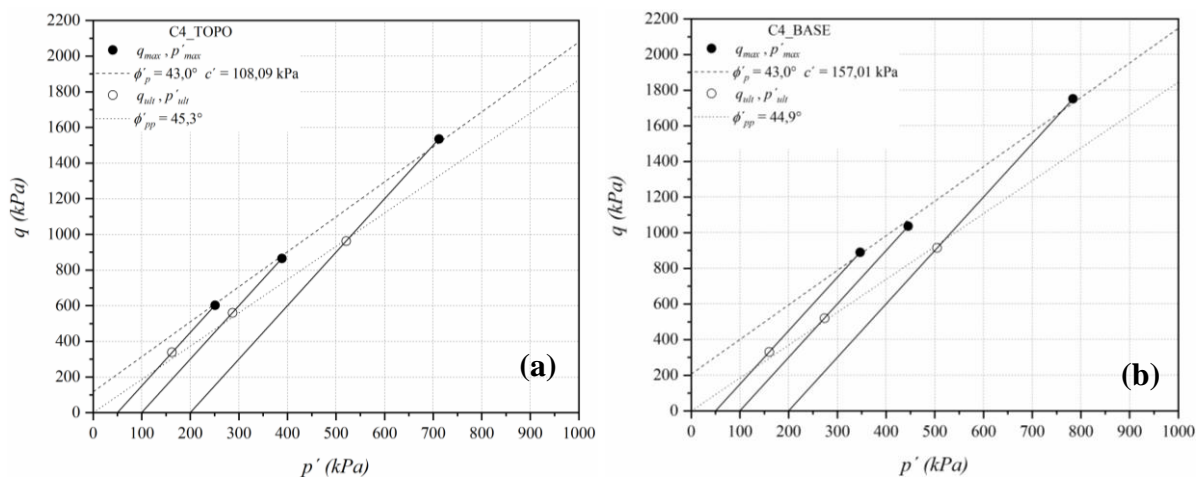 C4_TOPO
q_max , p´_max
ϕ´_p = 43,0° c´ = 108,09 kPa
q_ult , p´_ult
ϕ´_pp = 45,3°
2200
2000
1800
1600
1400
1200
1000
800
600
400
200
0
q (kPa)
0 100 200 300 400 500 600 700 800 900 1000
p´ (kPa)
(a)
C4_BASE
q_max , p´_max
ϕ´_p = 43,0° c´ = 157,01 kPa
q_ult , p´_ult
ϕ´_pp = 44,9°
2200
2000
1800
1600
1400
1200
1000
800
600
400
200
0
q (kPa)
0 100 200 300 400 500 600 700 800 900 1000
p´ (kPa)
(b)